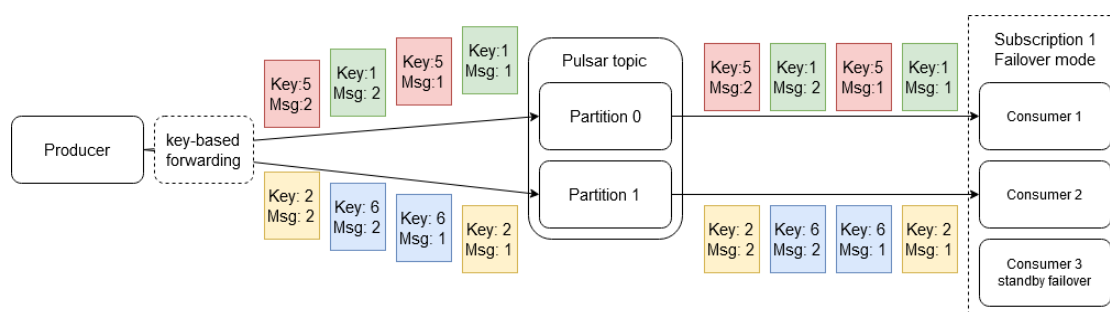 Producer
key-based
forwarding
Key:5
Msg:2
Key:1
Msg: 2
Key:5
Msg:1
Key:1
Msg: 1
Key: 2
Msg: 2
Key: 6
Msg: 2
Key: 6
Msg: 1
Key: 2
Msg: 1
Pulsar topic
Partition 0
Partition 1
Key:5
Msg:2
Key:1
Msg: 2
Key:5
Msg:1
Key:1
Msg: 1
Key: 2
Msg: 2
Key: 6
Msg: 2
Key: 6
Msg: 1
Key: 2
Msg: 1
Subscription 1
Failover mode
Consumer 1
Consumer 2
Consumer 3
standby failover